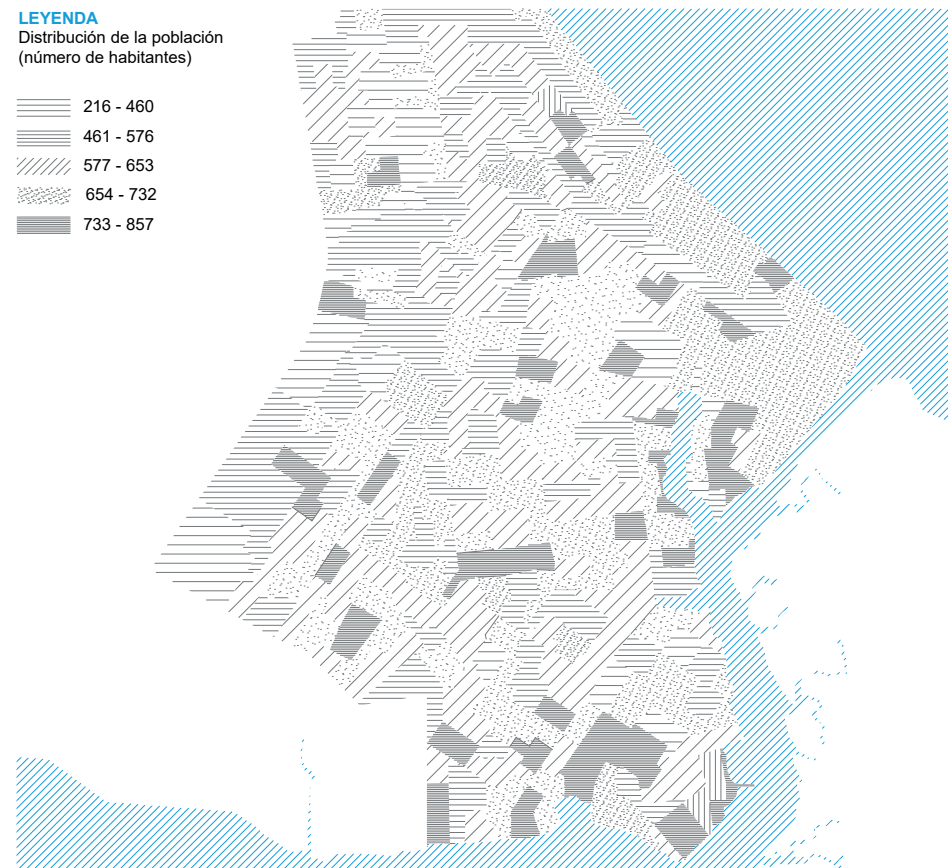 LEYENDA
Distribución de la población
(número de habitantes)
216 - 460
461 - 576
577 - 653
654 - 732
733 - 857